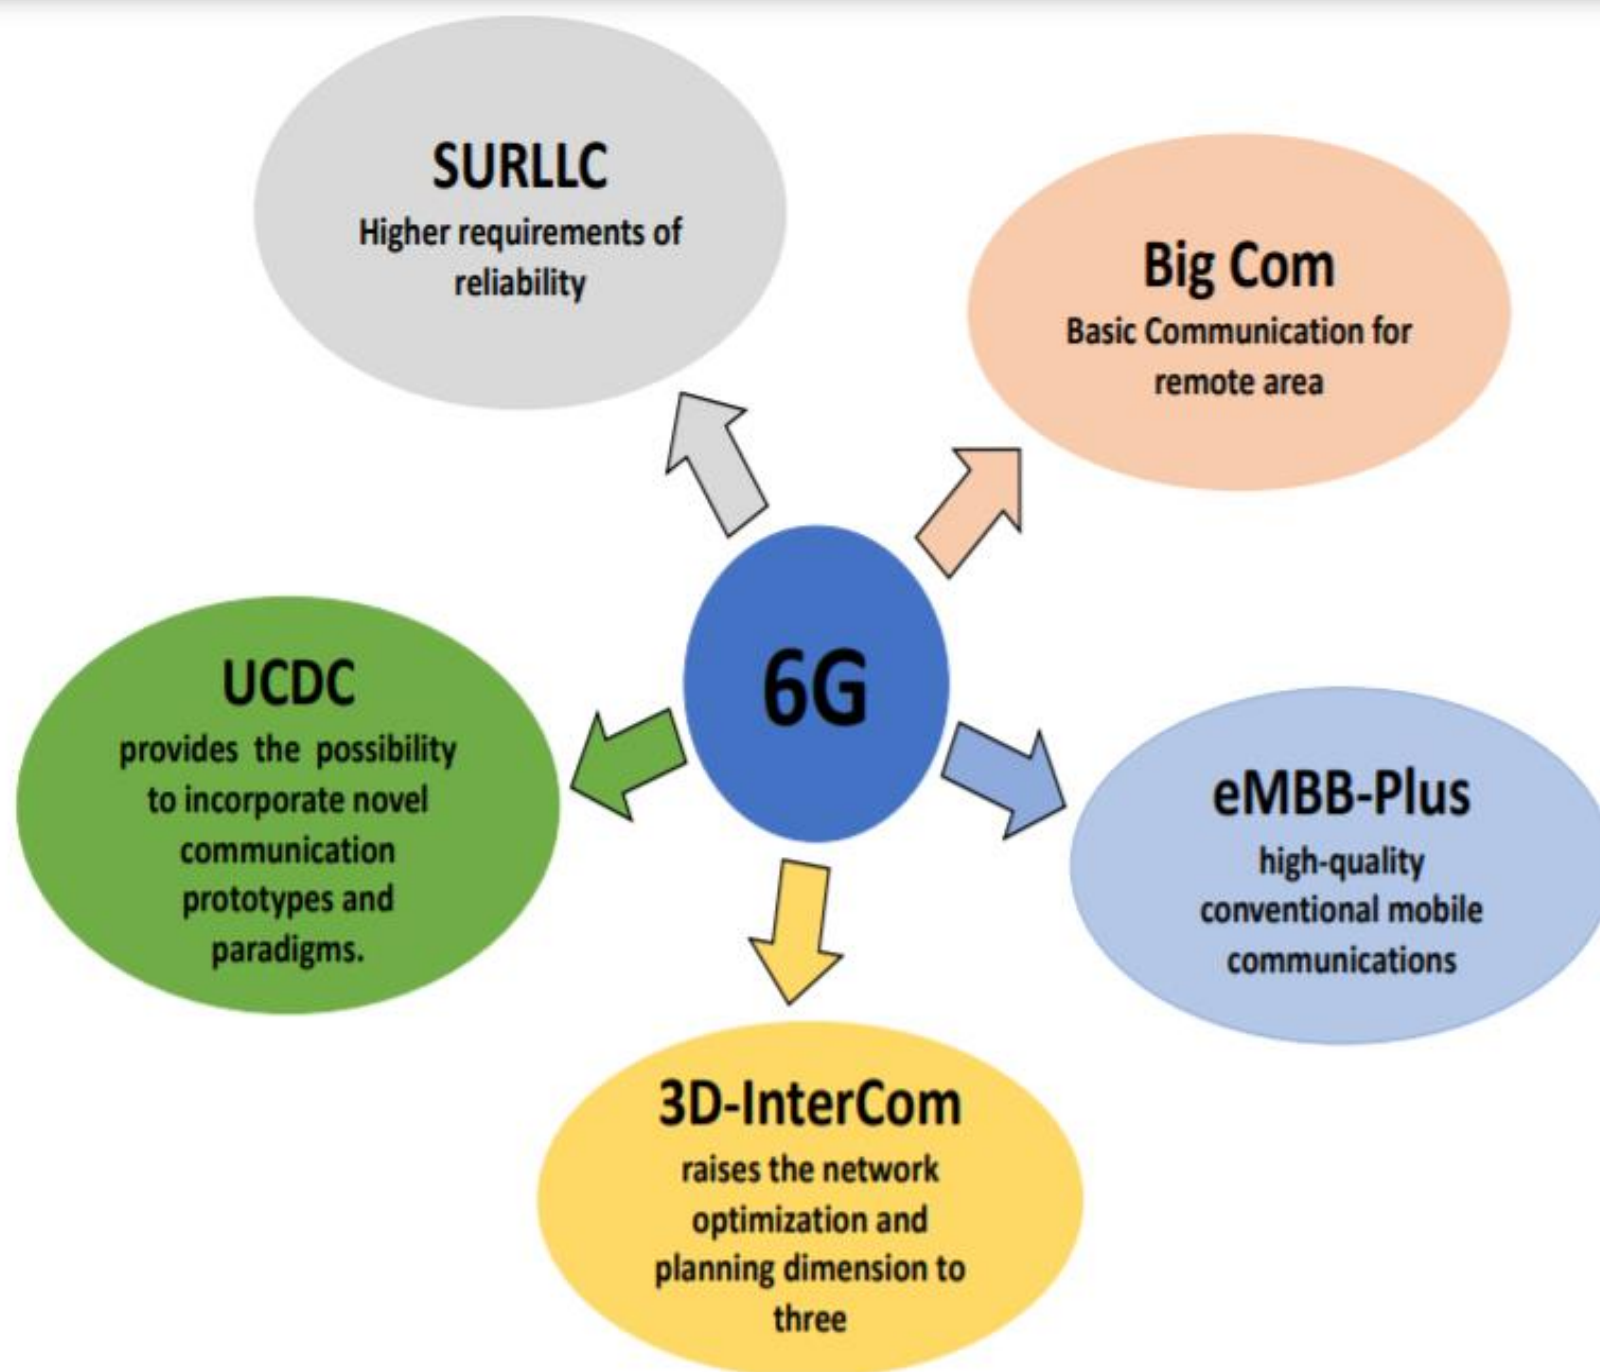 SURLLC
Higher requirements of
reliability
Big Com
Basic Communication for
remote area
6G
UCDC
provides the possibility
to incorporate novel
communication
prototypes and
paradigms.
eMBB-Plus
high-quality
conventional mobile
communications
3D-InterCom
raises the network
optimization and
planning dimension to
three